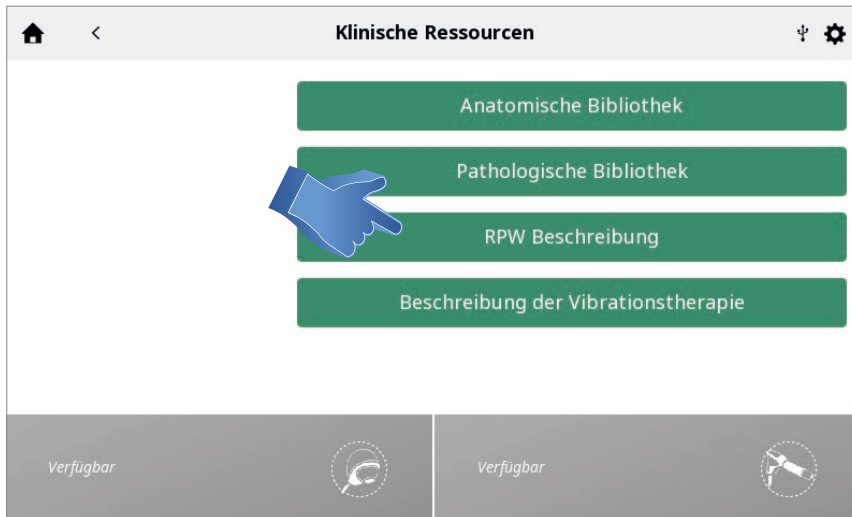 Klinische Ressourcen
Anatomische Bibliothek
Pathologische Bibliothek
RPW Beschreibung
Beschreibung der Vibrationstherapie
Verfügbar
Verfügbar